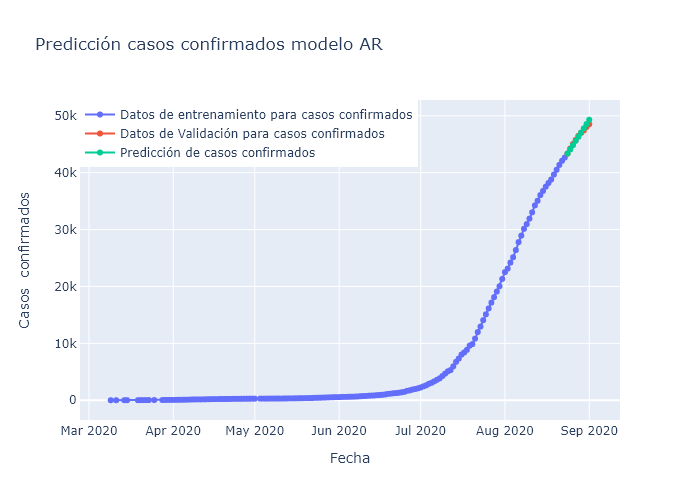 Predicción casos confirmados modelo AR
Datos de entrenamiento para casos confirmados
Datos de Validación para casos confirmados
Predicción de casos confirmados
50k
40k
30k
20k
10k
0
Casos confirmados
Mar 2020 Apr 2020 May 2020 Jun 2020 Jul 2020 Aug 2020 Sep 2020
Fecha